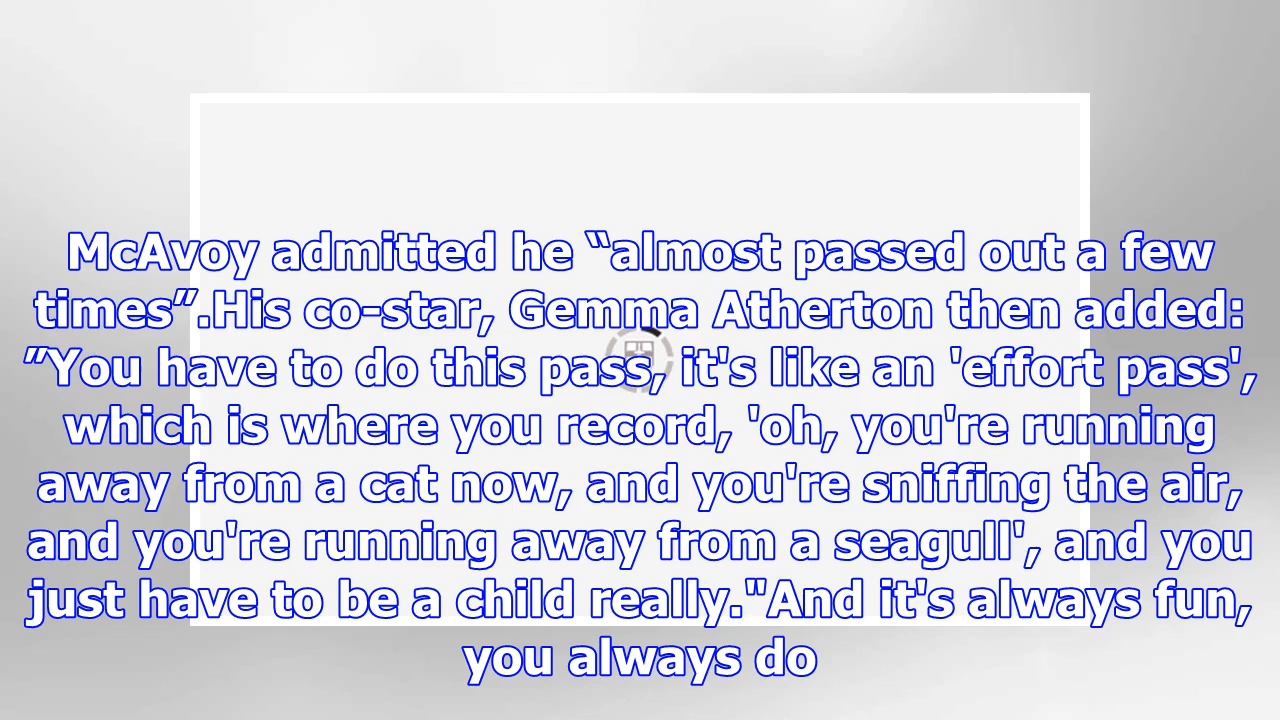 McAvoy admitted he “almost passed out a few
times”.His co-star, Gemma Atherton then added:
”You have to do this pass, it's like an 'effort pass',
which is where you record, 'oh, you're running
away from a cat now, and you're sniffing the air,
and you're running away from a seagull', and you
just have to be a child really."And it's always fun,
you always do